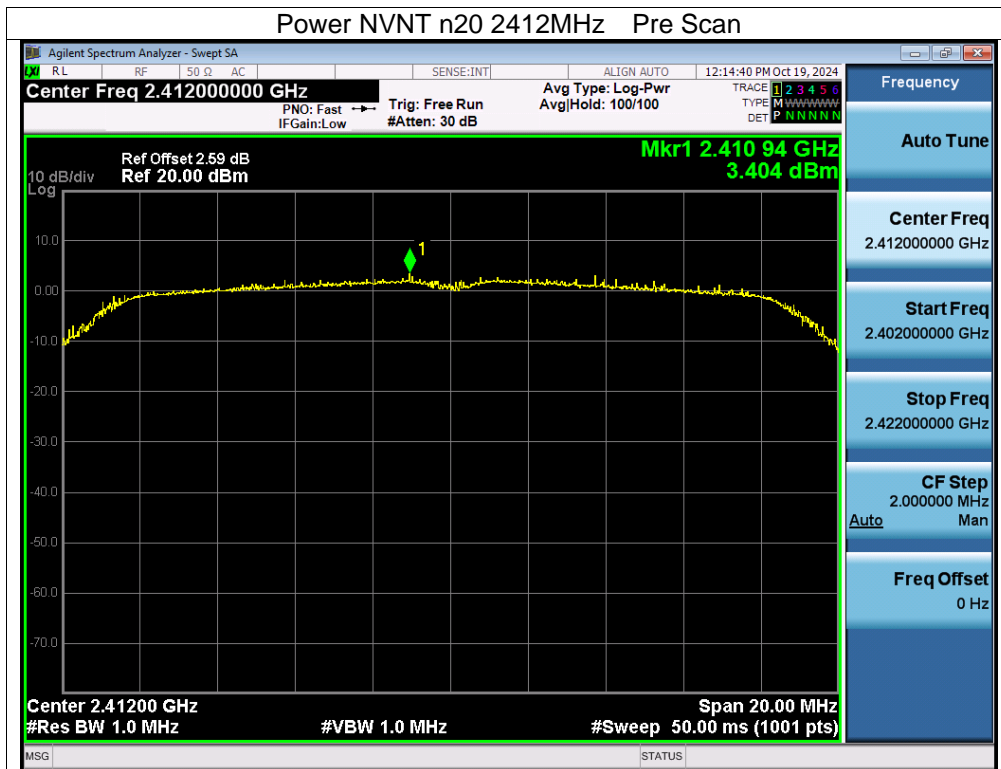 Power NVNT n20 2412MHz Pre Scan
Agilent Spectrum Analyzer - Swept SA
LXI RL RF 50 Ω AC SENSE:INT ALIGN AUTO 12:14:40 PM Oct 19, 2024
Center Freq 2.412000000 GHz
PNO: Fast
IFGain:Low
Trig: Free Run
#Atten: 30 dB
Avg Type: Log-Pwr
Avg|Hold: 100/100
TRACE 1 2 3 4 5 6
TYPE M WWWWW
DET P N N N N N
Frequency
Mkr1 2.410 94 GHz
3.404 dBm
Ref Offset 2.59 dB
10 dB/div Ref 20.00 dBm
Log
10.0
0.00
-10.0
-20.0
-30.0
-40.0
-50.0
-60.0
-70.0
1
Center 2.41200 GHz Span 20.00 MHz
#Res BW 1.0 MHz #VBW 1.0 MHz #Sweep 50.00 ms (1001 pts)
Auto Tune
Center Freq
2.412000000 GHz
Start Freq
2.402000000 GHz
Stop Freq
2.422000000 GHz
CF Step
2.000000 MHz
Auto Man
Freq Offset
0 Hz
MSG STATUS